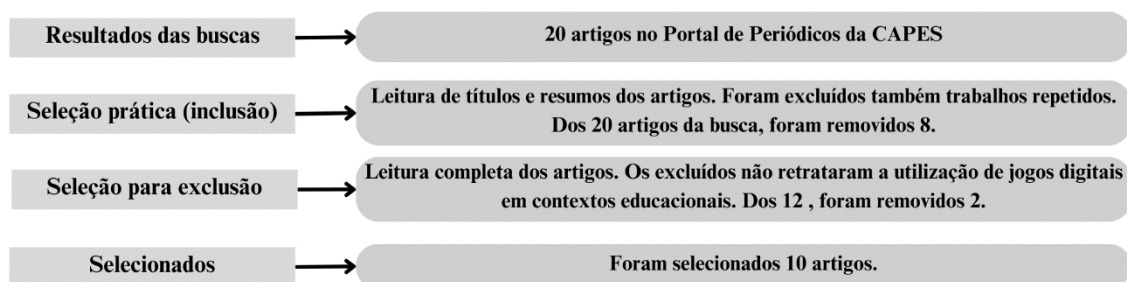 Resultados das buscas
20 artigos no Portal de Periódicos da CAPES
Seleção prática (inclusão)
Leitura de títulos e resumos dos artigos. Foram excluídos também trabalhos repetidos.
Dos 20 artigos da busca, foram removidos 8.
Seleção para exclusão
Leitura completa dos artigos. Os excluídos não retrataram a utilização de jogos digitais
em contextos educacionais. Dos 12 , foram removidos 2.
Selecionados
Foram selecionados 10 artigos.